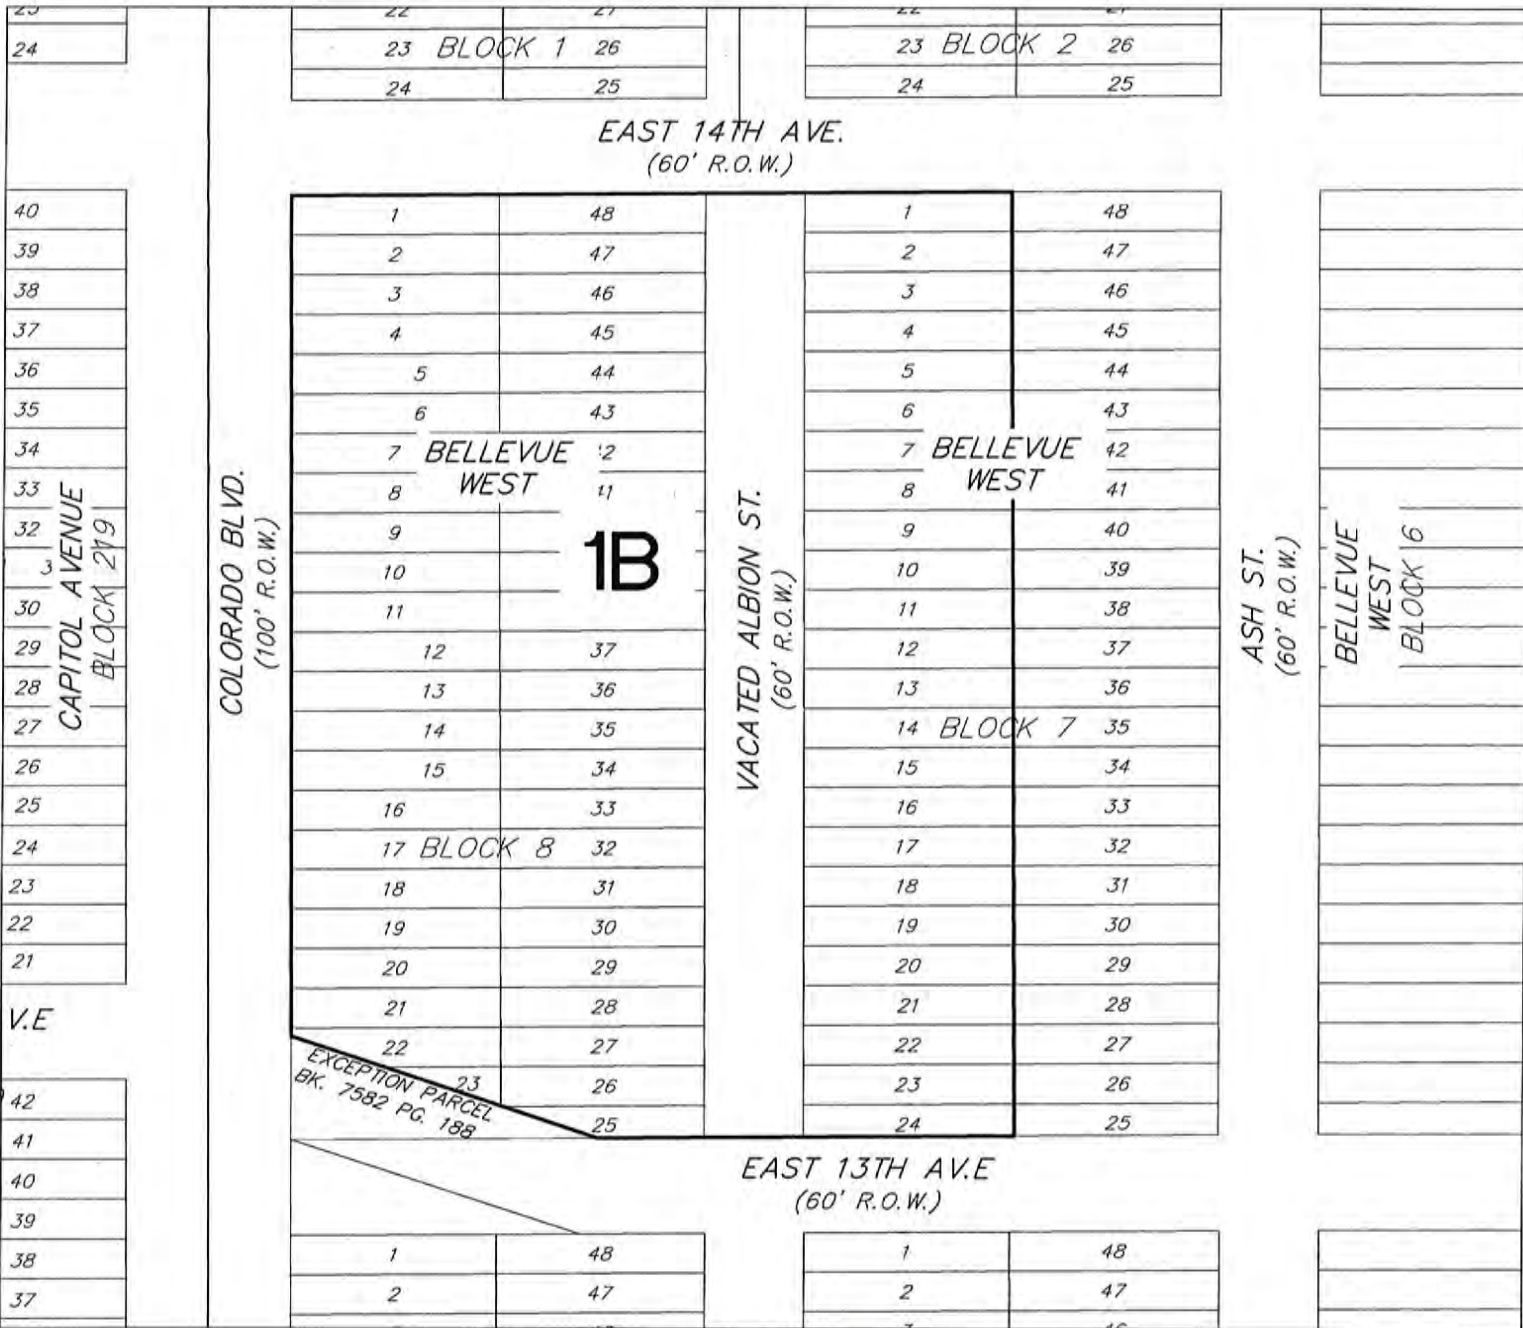 24
23 BLOCK 1 26
24 25
23 BLOCK 2 26
24 25
EAST 14TH AVE.
(60' R.O.W.)
40
39
38
37
36
35
34
33
32
3
30
29
28
27
26
25
24
23
22
21
CAPITOL AVENUE
BLOCK 219
V.E
42
41
40
39
38
37
COLORADO BLVD.
(100' R.O.W.)
1 48
2 47
3 46
4 45
5 44
6 43
7 BELLEVUE 2
8 WEST 11
9
10
11
1B
12 37
13 36
14 35
15 34
16 33
17 BLOCK 8 32
18 31
19 30
20 29
21 28
22 27
23 26
25
EXCEPTION PARCEL
BK. 7582 PG. 188
VACATED ALBION ST.
(60' R.O.W.)
1 48
2 47
3 46
4 45
5 44
6 43
7 BELLEVUE 42
8 WEST 41
9 40
10 39
11 38
12 37
13 36
14 BLOCK 7 35
15 34
16 33
17 32
18 31
19 30
20 29
21 28
22 27
23 26
24 25
ASH ST.
(60' R.O.W.)
BELLEVUE
WEST
BLOCK 6
EAST 13TH AV.E
(60' R.O.W.)
1 48
2 47
1 48
2 47